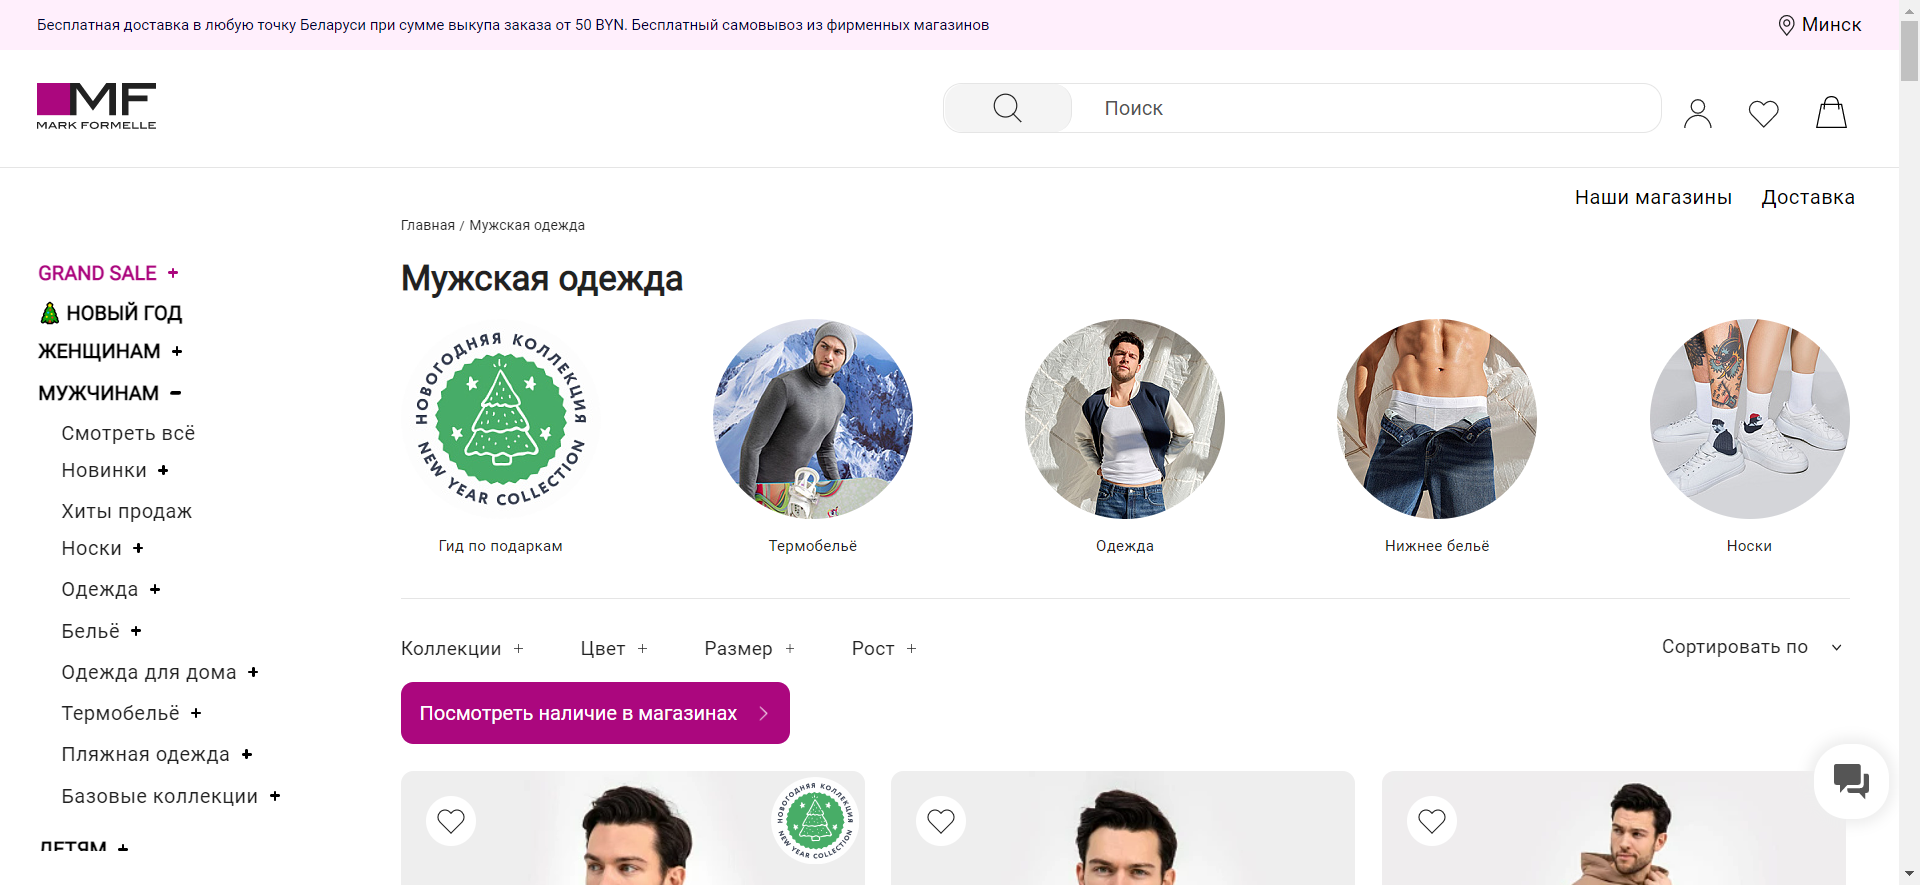 Бесплатная доставка в любую точку Беларуси при сумме выкупа заказа от 50 BYN. Бесплатный самовывоз из фирменных магазинов
Минск
MF
MARK FORMELLE
Поиск
Наши магазины
Доставка
Главная / Мужская одежда
GRAND SALE +
НОВЫЙ ГОД
ЖЕНЩИНАМ +
МУЖЧИНАМ -
Смотреть всё
Новинки +
Хиты продаж
Носки +
Одежда +
Бельё +
Одежда для дома +
Термобельё +
Пляжная одежда +
Базовые коллекции +
ДЕТЯМ +
Мужская одежда
НОВОГОДНЯЯ КОЛЛЕКЦИЯ
NEW YEAR COLLECTION
Гид по подаркам
Термобельё
Одежда
Нижнее бельё
Носки
Коллекции +
Цвет +
Размер +
Рост +
Сортировать по
Посмотреть наличие в магазинах
НОВОГОДНЯЯ КОЛЛЕКЦИЯ
NEW YEAR COLLECTION